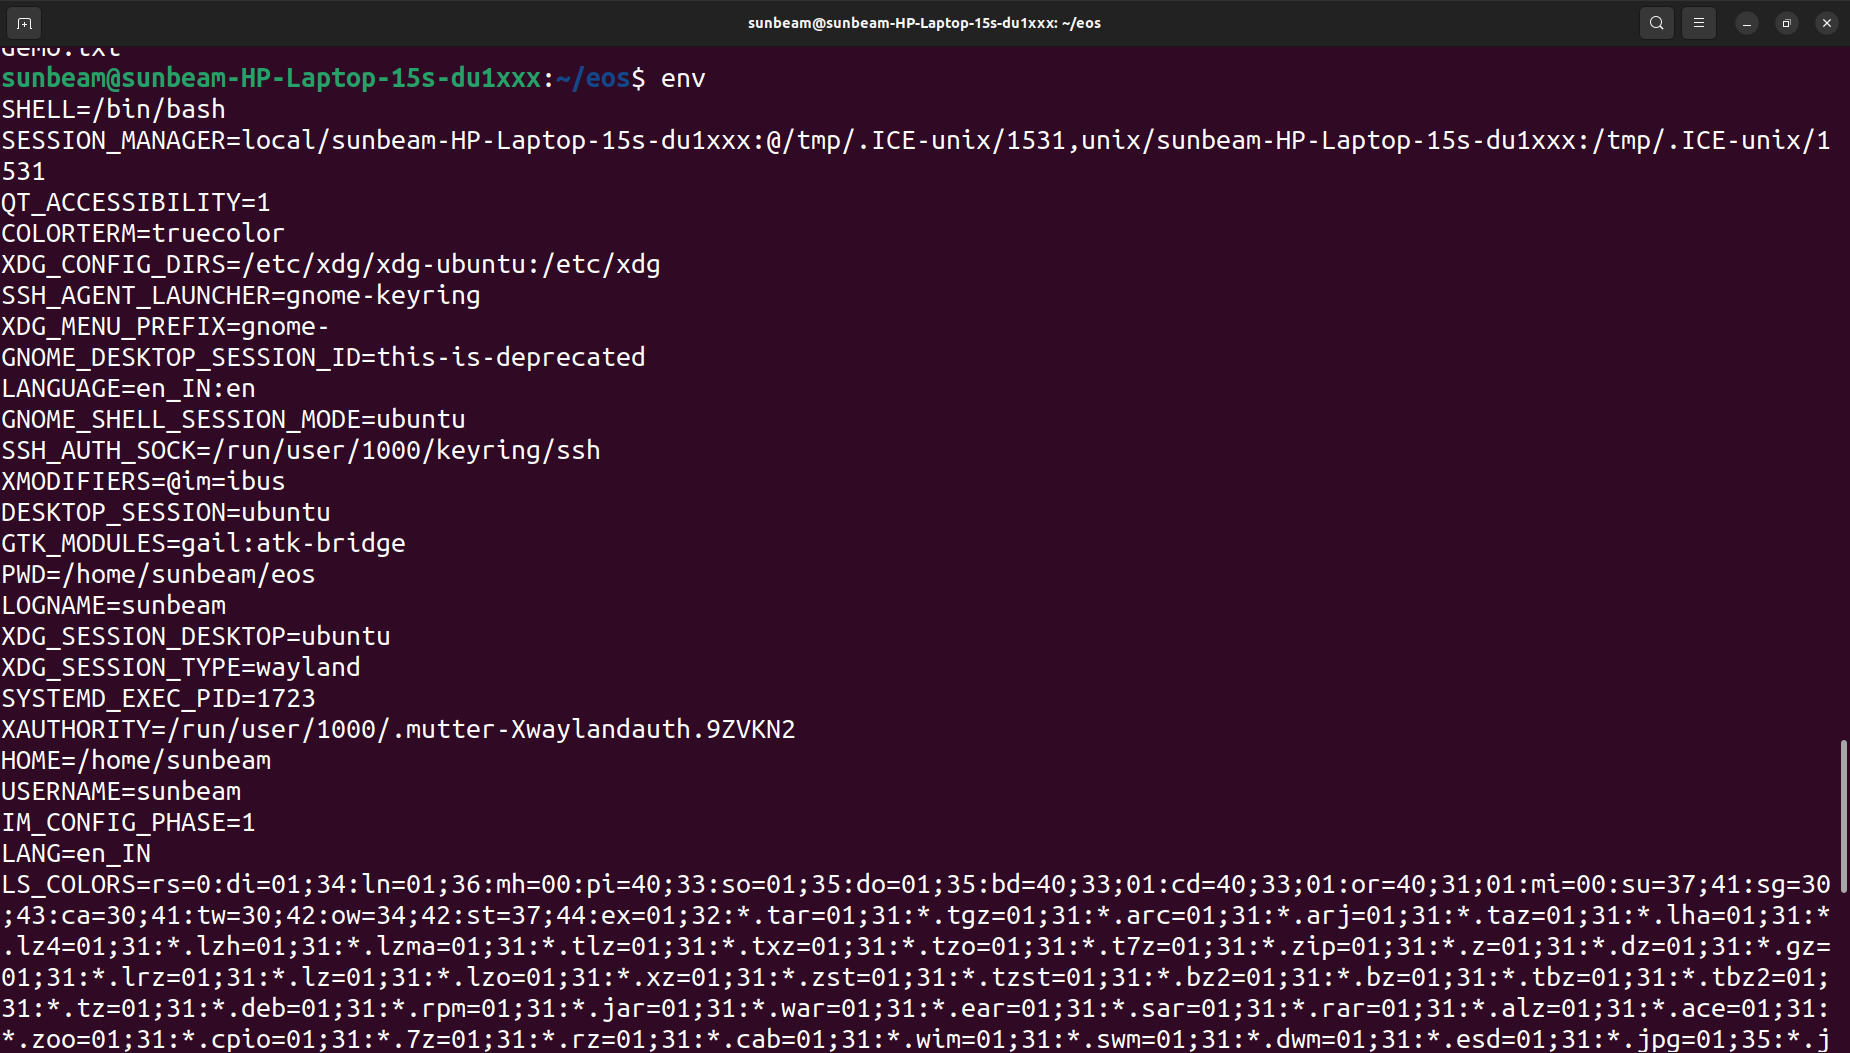 sunbeam@sunbeam-HP-Laptop-15s-du1xxx: ~/eos
demo.txt
sunbeam@sunbeam-HP-Laptop-15s-du1xxx:~/eos$ env
SHELL=/bin/bash
SESSION_MANAGER=local/sunbeam-HP-Laptop-15s-du1xxx:@/tmp/.ICE-unix/1531,unix/sunbeam-HP-Laptop-15s-du1xxx:/tmp/.ICE-unix/1
531
QT_ACCESSIBILITY=1
COLORTERM=truecolor
XDG_CONFIG_DIRS=/etc/xdg/xdg-ubuntu:/etc/xdg
SSH_AGENT_LAUNCHER=gnome-keyring
XDG_MENU_PREFIX=gnome-
GNOME_DESKTOP_SESSION_ID=this-is-deprecated
LANGUAGE=en_IN:en
GNOME_SHELL_SESSION_MODE=ubuntu
SSH_AUTH_SOCK=/run/user/1000/keyring/ssh
XMODIFIERS=@im=ibus
DESKTOP_SESSION=ubuntu
GTK_MODULES=gail:atk-bridge
PWD=/home/sunbeam/eos
LOGNAME=sunbeam
XDG_SESSION_DESKTOP=ubuntu
XDG_SESSION_TYPE=wayland
SYSTEMD_EXEC_PID=1723
XAUTHORITY=/run/user/1000/.mutter-Xwaylandauth.9ZVKN2
HOME=/home/sunbeam
USERNAME=sunbeam
IM_CONFIG_PHASE=1
LANG=en_IN
LS_COLORS=rs=0:di=01;34:ln=01;36:mh=00:pi=40;33:so=01;35:do=01;35:bd=40;33;01:cd=40;33;01:or=40;31;01:mi=00:su=37;41:sg=30
;43:ca=30;41:tw=30;42:ow=34;42:st=37;44:ex=01;32:*.tar=01;31:*.tgz=01;31:*.arc=01;31:*.arj=01;31:*.taz=01;31:*.lha=01;31:*
.lz4=01;31:*.lzh=01;31:*.lzma=01;31:*.tlz=01;31:*.txz=01;31:*.tzo=01;31:*.t7z=01;31:*.zip=01;31:*.z=01;31:*.dz=01;31:*.gz=
01;31:*.lrz=01;31:*.lz=01;31:*.lzo=01;31:*.xz=01;31:*.zst=01;31:*.tzst=01;31:*.bz2=01;31:*.bz=01;31:*.tbz=01;31:*.tbz2=01;
31:*.tz=01;31:*.deb=01;31:*.rpm=01;31:*.jar=01;31:*.war=01;31:*.ear=01;31:*.sar=01;31:*.rar=01;31:*.alz=01;31:*.ace=01;31:
*.zoo=01;31:*.cpio=01;31:*.7z=01;31:*.rz=01;31:*.cab=01;31:*.wim=01;31:*.swm=01;31:*.dwm=01;31:*.esd=01;31:*.jpg=01;35:*.j